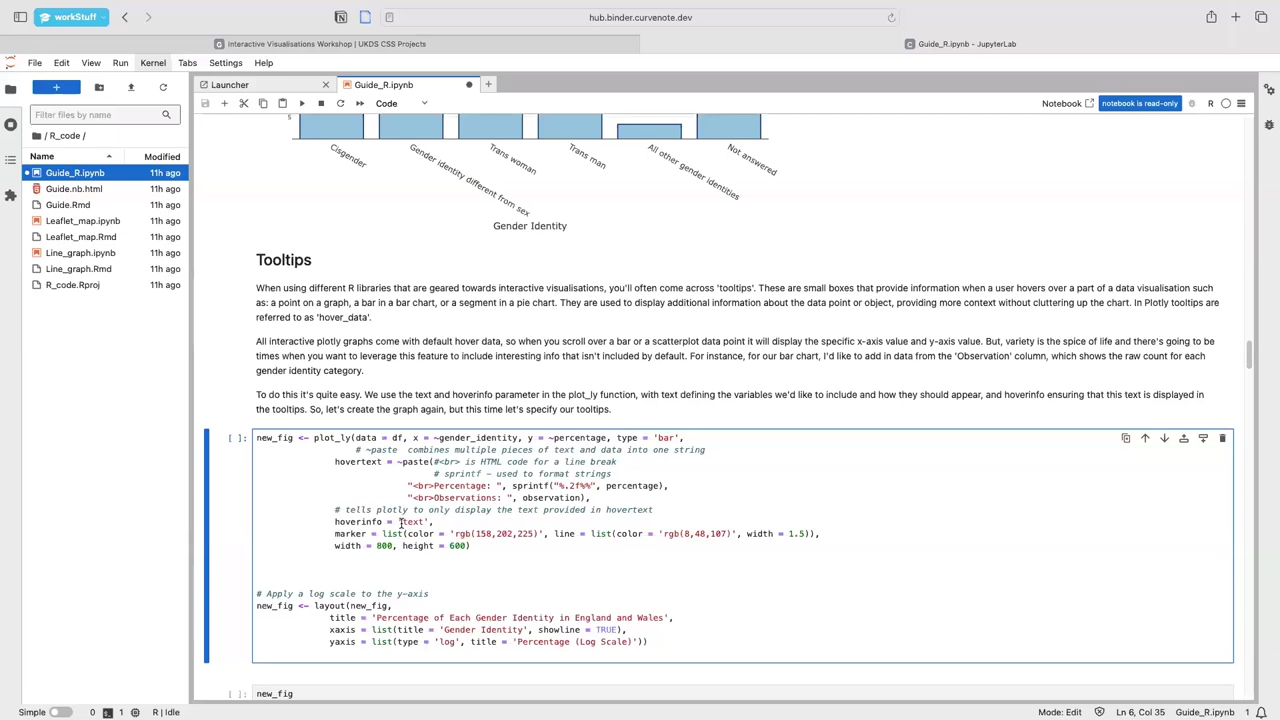 workStuff
hub.binder.curvenote.dev
Interactive Visualisations Workshop | UKDS CSS Projects
Guide_R.ipynb - JupyterLab
File Edit View Run Kernel Tabs Settings Help
Launcher
Guide_R.ipynb
Filter files by name
/ R_code /
Name Modified
Guide_R.ipynb 11h ago
Guide.nb.html 11h ago
Guide.Rmd 11h ago
Leaflet_map.ipynb 11h ago
Leaflet_map.Rmd 11h ago
Line_graph.ipynb 11h ago
Line_graph.Rmd 11h ago
R_code.Rproj 11h ago
Code
Notebook notebook is read-only R
5
Cisgender
Gender identity different from sex
Trans woman
Trans man
All other gender identities
Not answered
Gender Identity
Tooltips
When using different R libraries that are geared towards interactive visualisations, you'll often come across 'tooltips'. These are small boxes that provide information when a user hovers over a part of a data visualisation such
as: a point on a graph, a bar in a bar chart, or a segment in a pie chart. They are used to display additional information about the data point or object, providing more context without cluttering up the chart. In Plotly tooltips are
referred to as 'hover_data'.
All interactive plotly graphs come with default hover data, so when you scroll over a bar or a scatterplot data point it will display the specific x-axis value and y-axis value. But, variety is the spice of life and there's going to be
times when you want to leverage this feature to include interesting info that isn't included by default. For instance, for our bar chart, I'd like to add in data from the 'Observation' column, which shows the raw count for each
gender identity category.
To do this it's quite easy. We use the text and hoverinfo parameter in the plot_ly function, with text defining the variables we'd like to include and how they should appear, and hoverinfo ensuring that this text is displayed in
the tooltips. So, let's create the graph again, but this time let's specify our tooltips.
[ ]: new_fig <- plot_ly(data = df, x = ~gender_identity, y = ~percentage, type = 'bar',
# ~paste combines multiple pieces of text and data into one string
hovertext = ~paste(#<br> is HTML code for a line break
# sprintf - used to format strings
"<br>Percentage: ", sprintf("%.2f%%", percentage),
"<br>Observations: ", observation),
# tells plotly to only display the text provided in hovertext
hoverinfo = 'text',
marker = list(color = 'rgb(158,202,225)', line = list(color = 'rgb(8,48,107)', width = 1.5)),
width = 800, height = 600)
# Apply a log scale to the y-axis
new_fig <- layout(new_fig,
title = 'Percentage of Each Gender Identity in England and Wales',
xaxis = list(title = 'Gender Identity', showline = TRUE),
yaxis = list(type = 'log', title = 'Percentage (Log Scale)'))
[ ]: new_fig
Simple 0 1 R | Idle Mode: Edit Ln 6, Col 35 Guide_R.ipynb 1